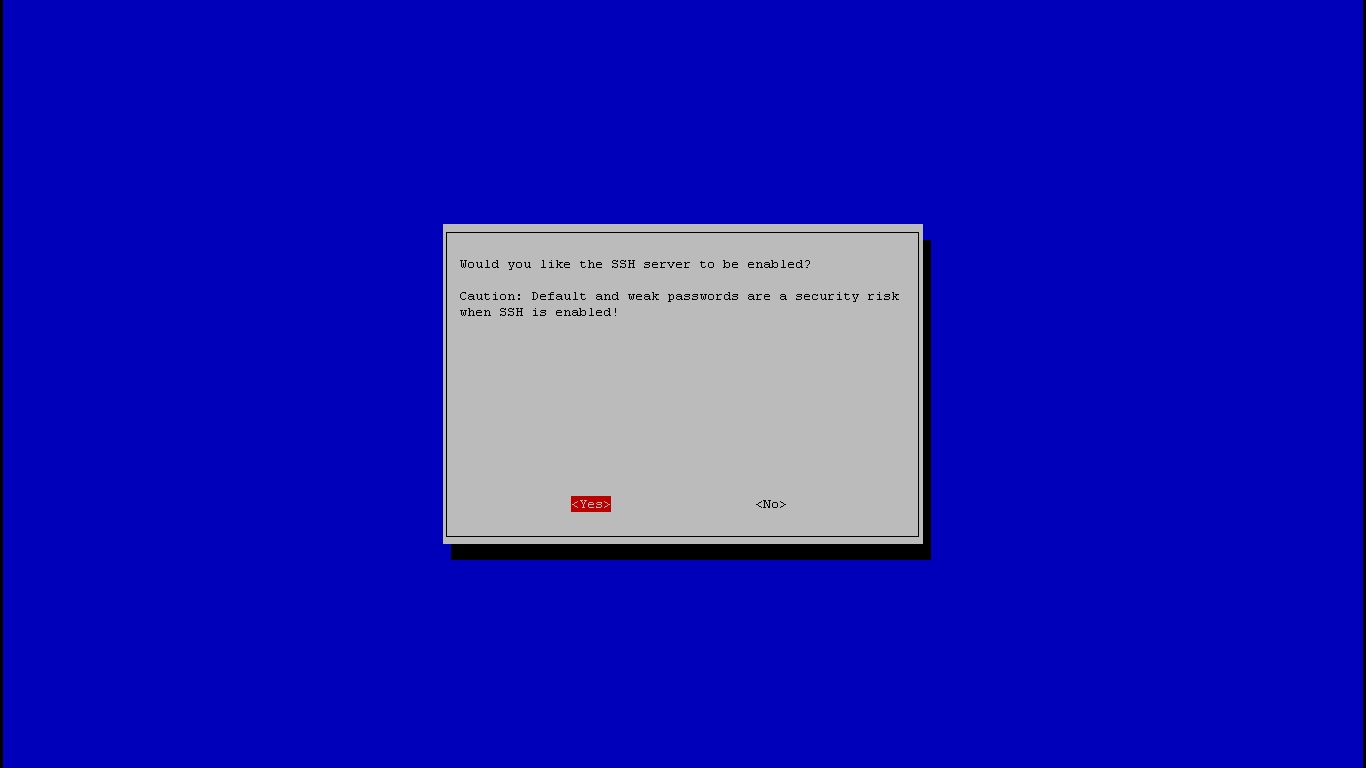 Would you like the SSH server to be enabled?
Caution: Default and weak passwords are a security risk
when SSH is enabled!
<Yes> <No>